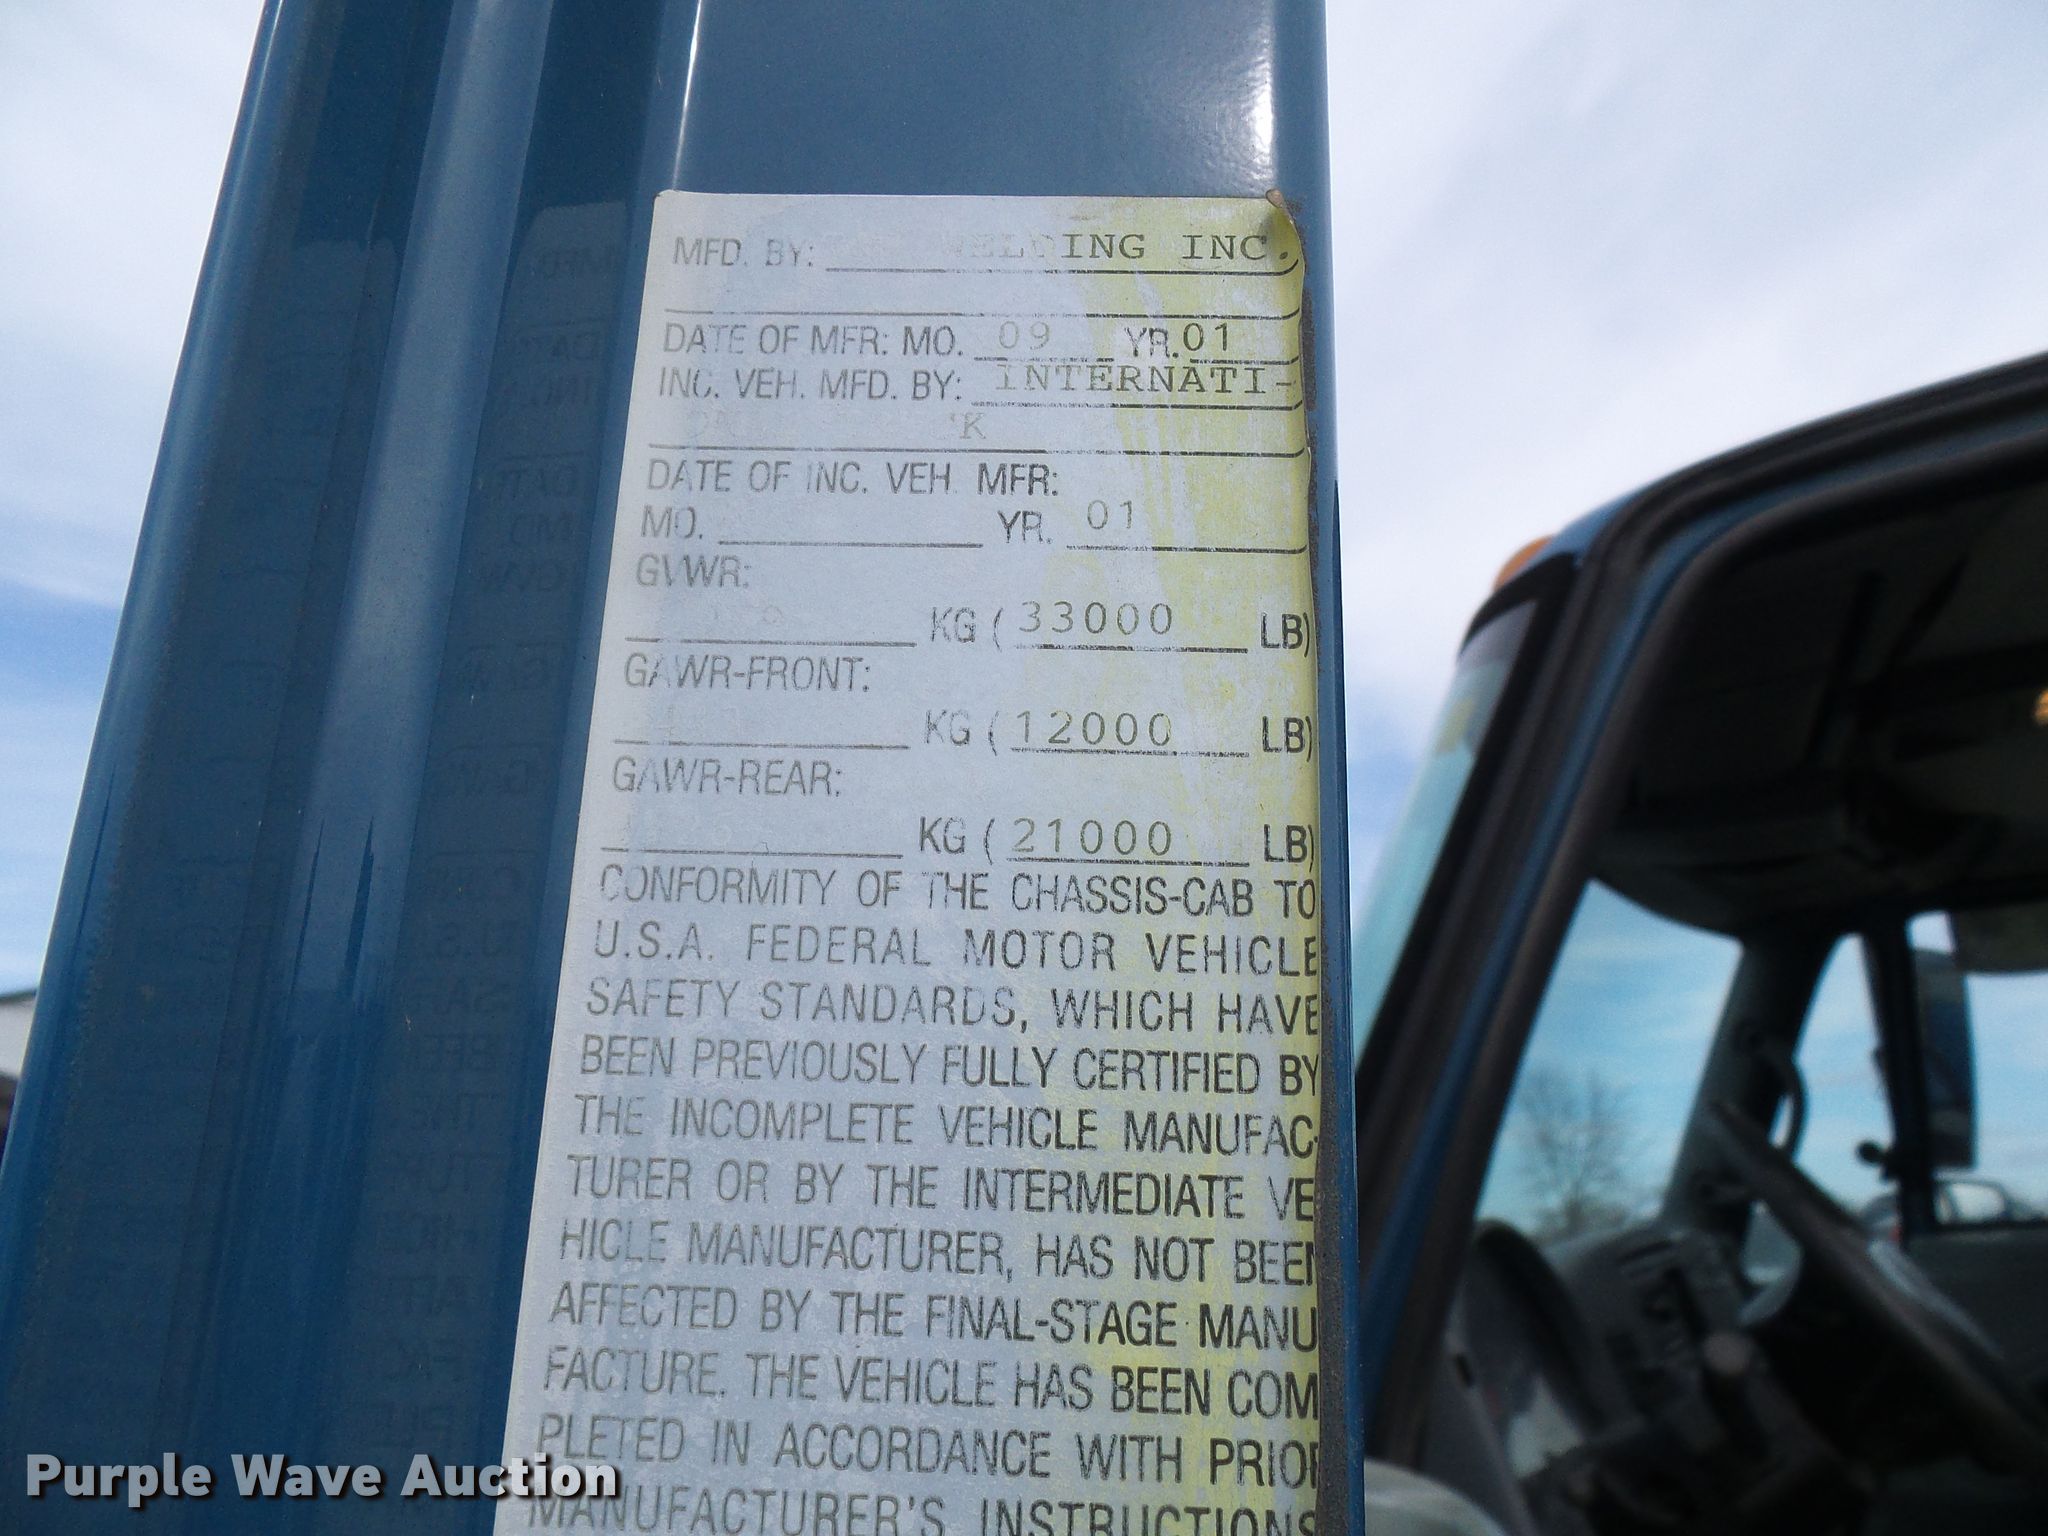 MFD. BY: WELDING INC.
DATE OF MFR: MO. 09 YR. 01
INC. VEH. MFD. BY: INTERNATI-
DATE OF INC. VEH. MFR:
MO. YR. 01
GVWR:
KG ( 33000 LB)
GAWR-FRONT:
KG ( 12000 LB)
GAWR-REAR:
KG ( 21000 LB)
CONFORMITY OF THE CHASSIS-CAB TO
U.S.A. FEDERAL MOTOR VEHICLE
SAFETY STANDARDS, WHICH HAVE
BEEN PREVIOUSLY FULLY CERTIFIED BY
THE INCOMPLETE VEHICLE MANUFAC-
TURER OR BY THE INTERMEDIATE VE
HICLE MANUFACTURER, HAS NOT BEEN
AFFECTED BY THE FINAL-STAGE MANU
FACTURE. THE VEHICLE HAS BEEN COM
PLETED IN ACCORDANCE WITH PRIOR
MANUFACTURER'S INSTRUCTIONS
Purple Wave Auction